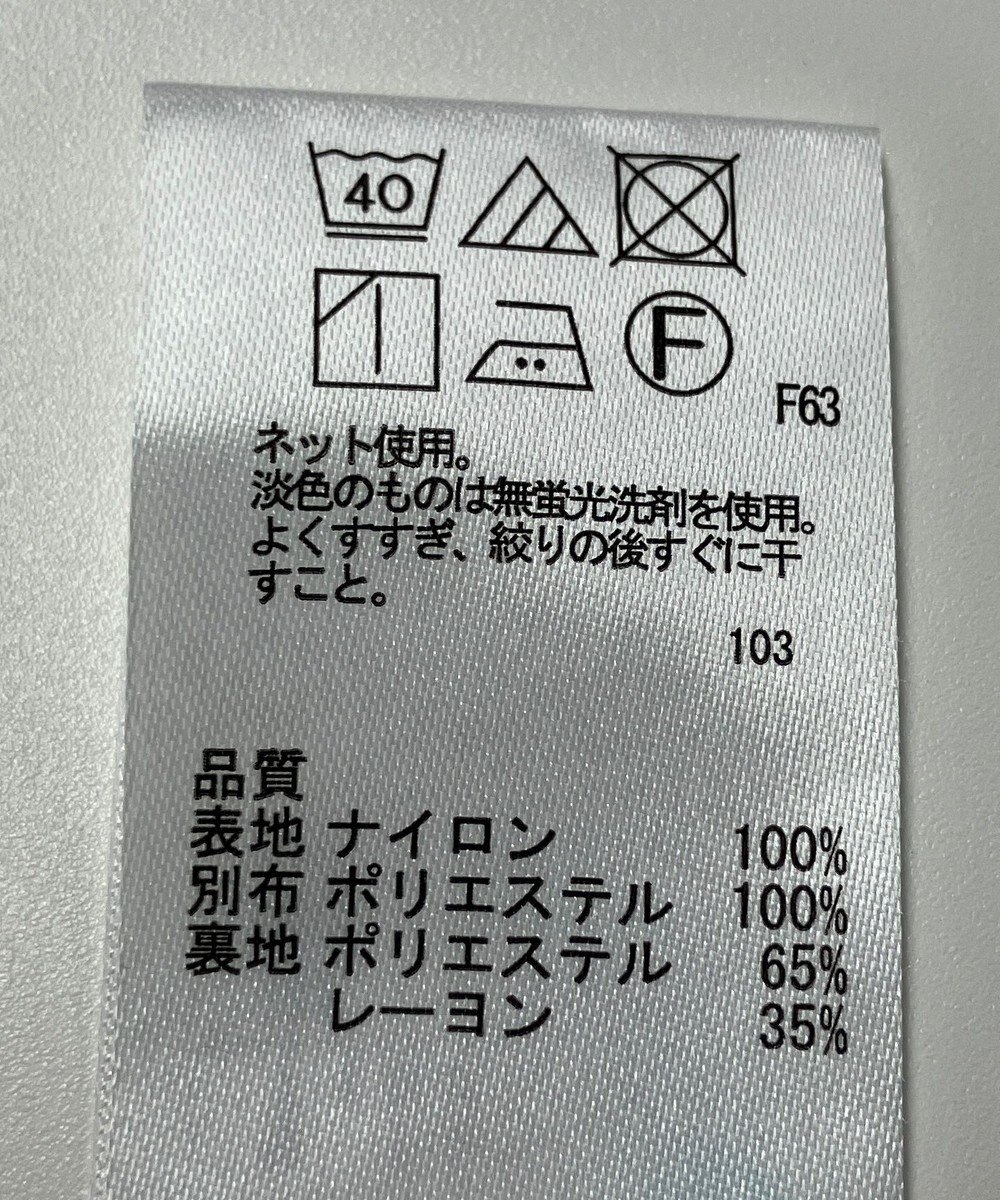 40
F
F63
ネット使用。
淡色のものは無蛍光洗剤を使用。
よくすすぎ、絞りの後すぐに干
すこと。
103
品質
表地 ナイロン 100%
別布 ポリエステル 100%
裏地 ポリエステル 65%
レーヨン 35%